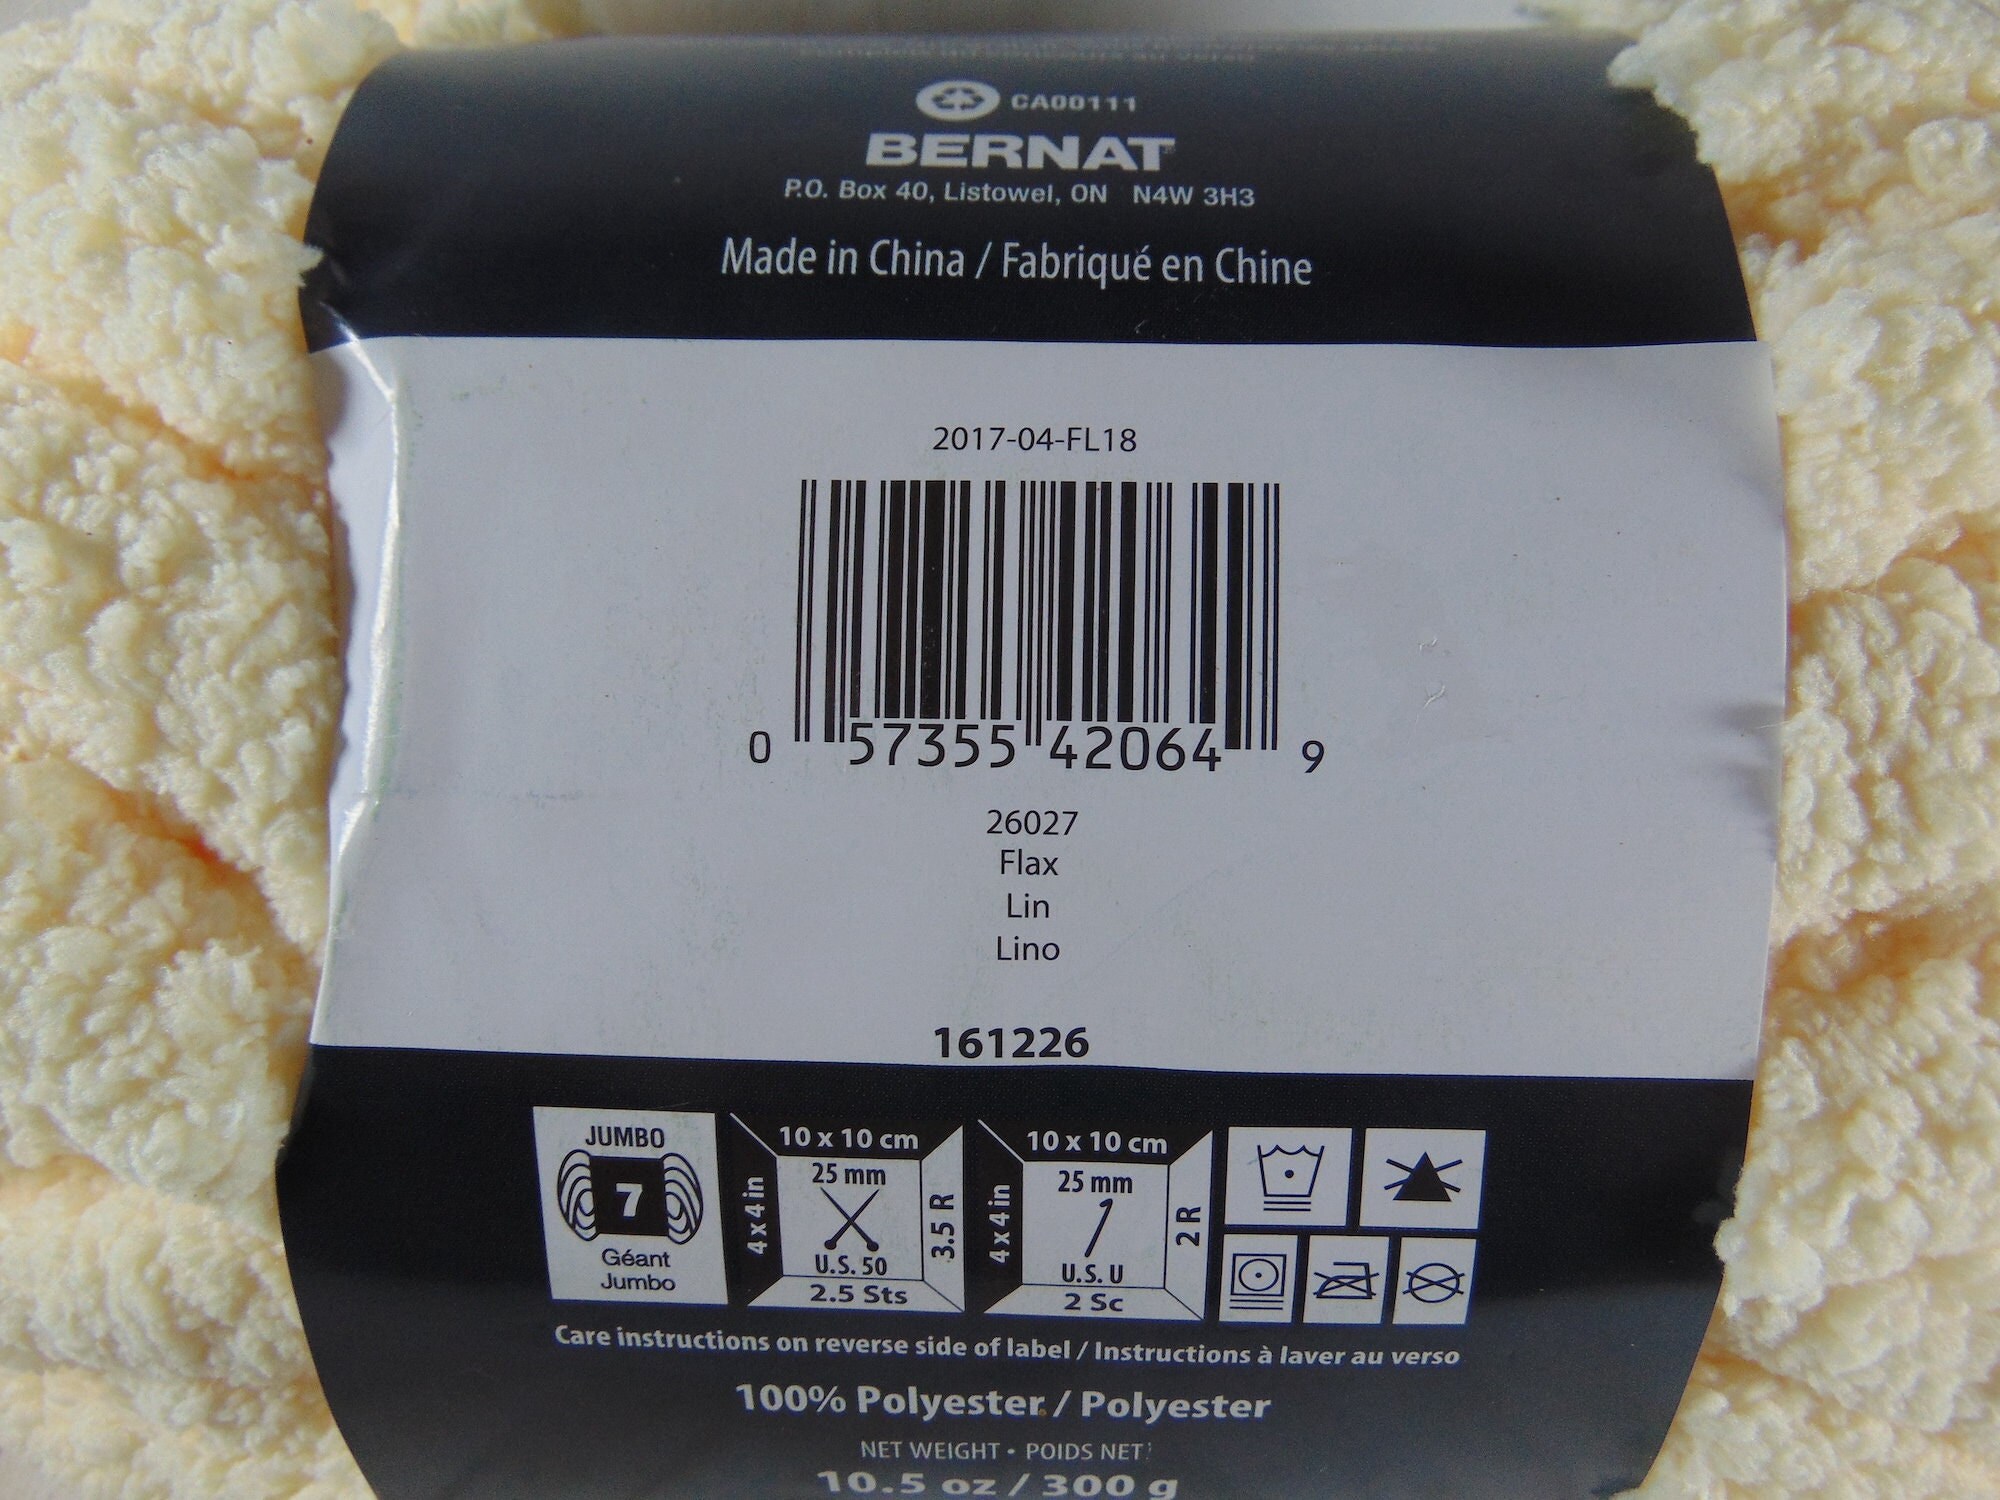 CA00111
BERNAT
P.O. Box 40, Listowel, ON N4W 3H3
Made in China / Fabriqué en Chine
2017-04-FL18
0 57355 42064 9
26027
Flax
Lin
Lino
161226
JUMBO
7
Géant
Jumbo
10 x 10 cm
4 x 4 in
25 mm
U.S. 50
3.5 R
2.5 Sts
10 x 10 cm
4 x 4 in
25 mm
U.S. U
2 R
2 Sc
Care instructions on reverse side of label / Instructions à laver au verso
100% Polyester / Polyester
NET WEIGHT • POIDS NET
10.5 oz / 300 g